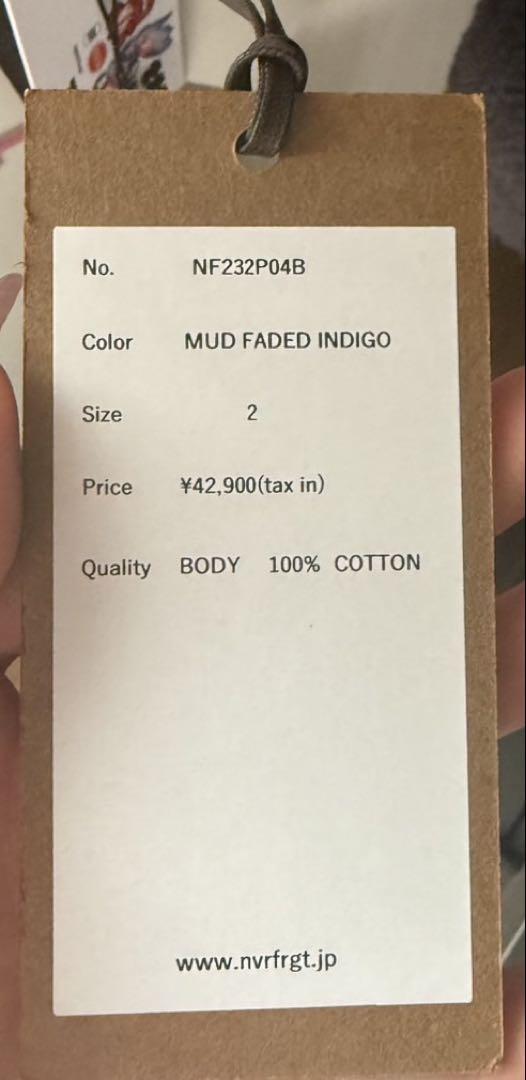 No. NF232P04B
Color MUD FADED INDIGO
Size 2
Price ¥42,900(tax in)
Quality BODY 100% COTTON
www.nvrfrgt.jp